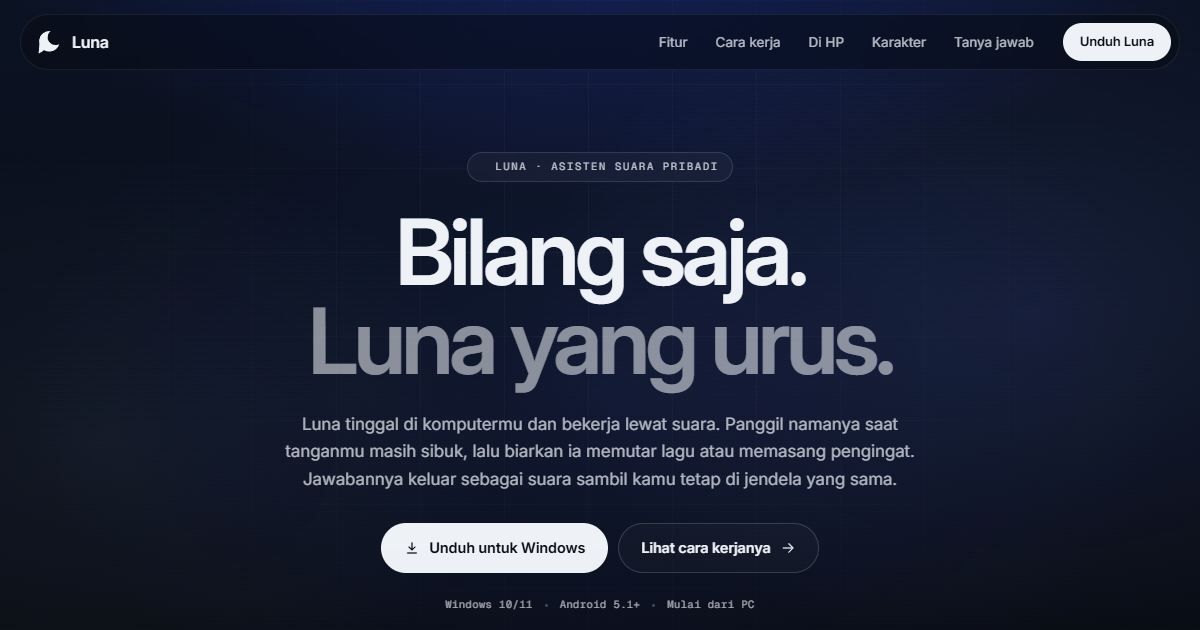 Luna
Fitur
Cara kerja
Di HP
Karakter
Tanya jawab
Unduh Luna
LUNA · ASISTEN SUARA PRIBADI
Bilang saja.
Luna yang urus.
Luna tinggal di komputermu dan bekerja lewat suara. Panggil namanya saat
tanganmu masih sibuk, lalu biarkan ia memutar lagu atau memasang pengingat.
Jawabannya keluar sebagai suara sambil kamu tetap di jendela yang sama.
Unduh untuk Windows
Lihat cara kerjanya →
Windows 10/11 · Android 5.1+ · Mulai dari PC